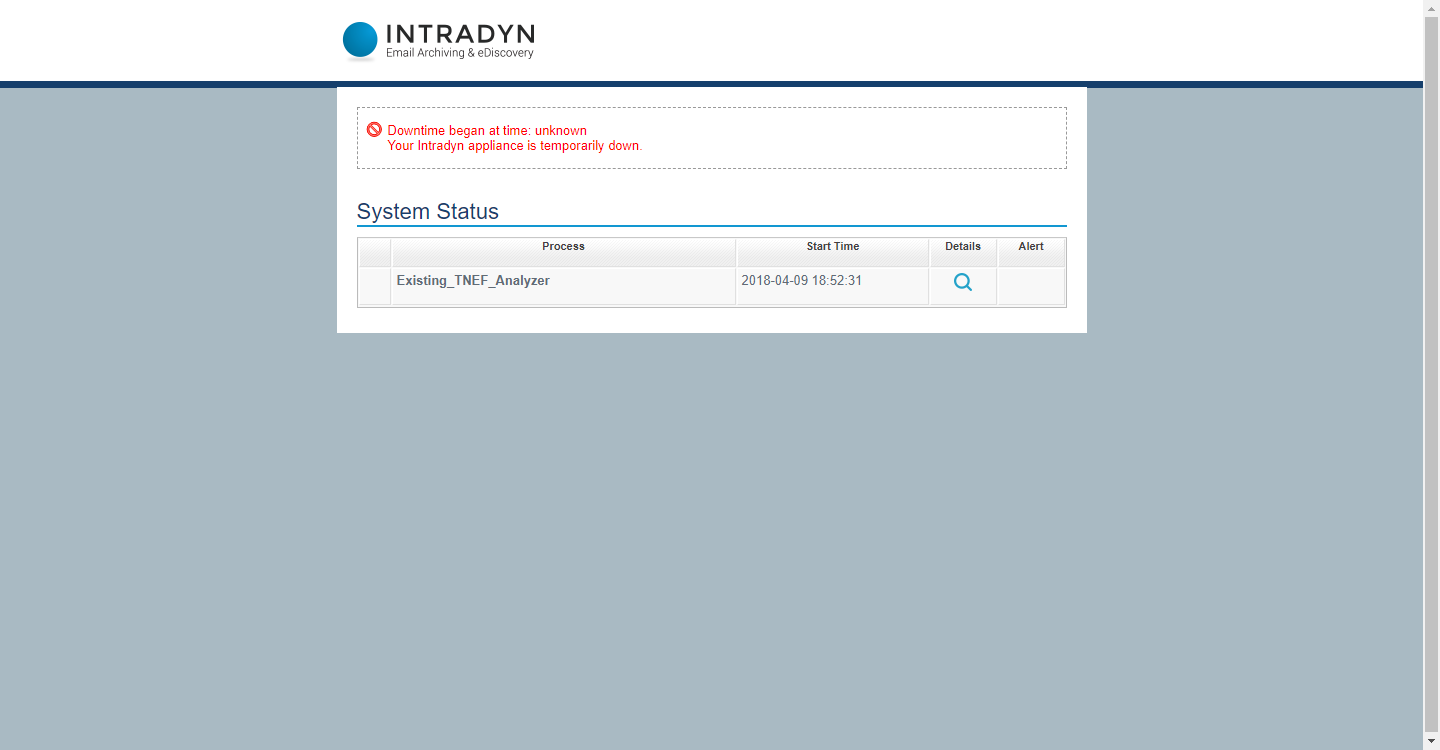 INTRADYN
Email Archiving & eDiscovery
Downtime began at time: unknown
Your Intradyn appliance is temporarily down.
System Status
Process Start Time Details Alert
Existing_TNEF_Analyzer 2018-04-09 18:52:31